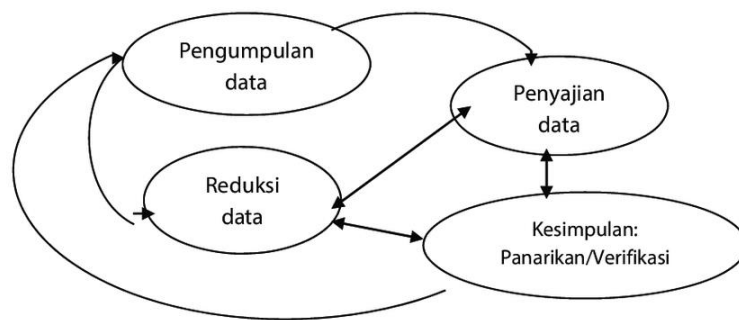 Pengumpulan
data
Penyajian
data
Reduksi
data
Kesimpulan:
Panarikan/Verifikasi